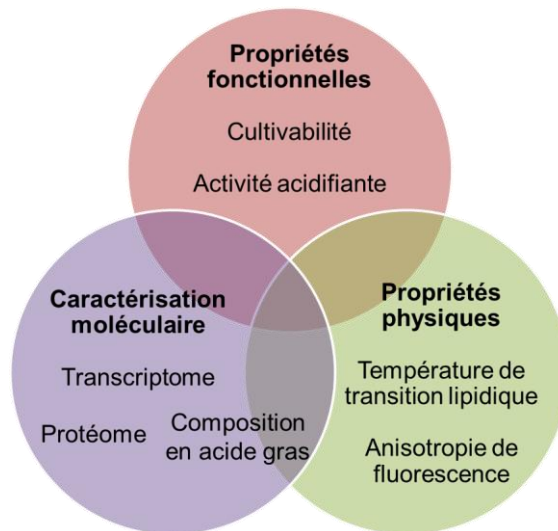 Propriétés
fonctionnelles
Cultivabilité
Activité acidifiante
Caractérisation
moléculaire
Transcriptome
Protéome
Composition
en acide gras
Propriétés
physiques
Température de
transition lipidique
Anisotropie de
fluorescence